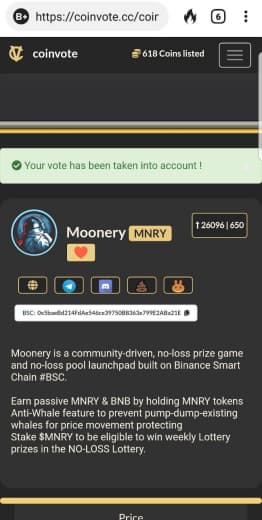 https://coinvote.cc/coir
6
coinvote
618 Coins listed
Your vote has been taken into account !
Moonery MNRY
26096 | 650
Moonery is a community-driven, no-loss prize game
and no-loss pool launchpad built on Binance Smart
Chain #BSC.
Earn passive MNRY & BNB by holding MNRY tokens
Anti-Whale feature to prevent pump-dump-existing
whales for price movement protecting
Stake $MNRY to be eligible to win weekly Lottery
prizes in the NO-LOSS Lottery.
Price